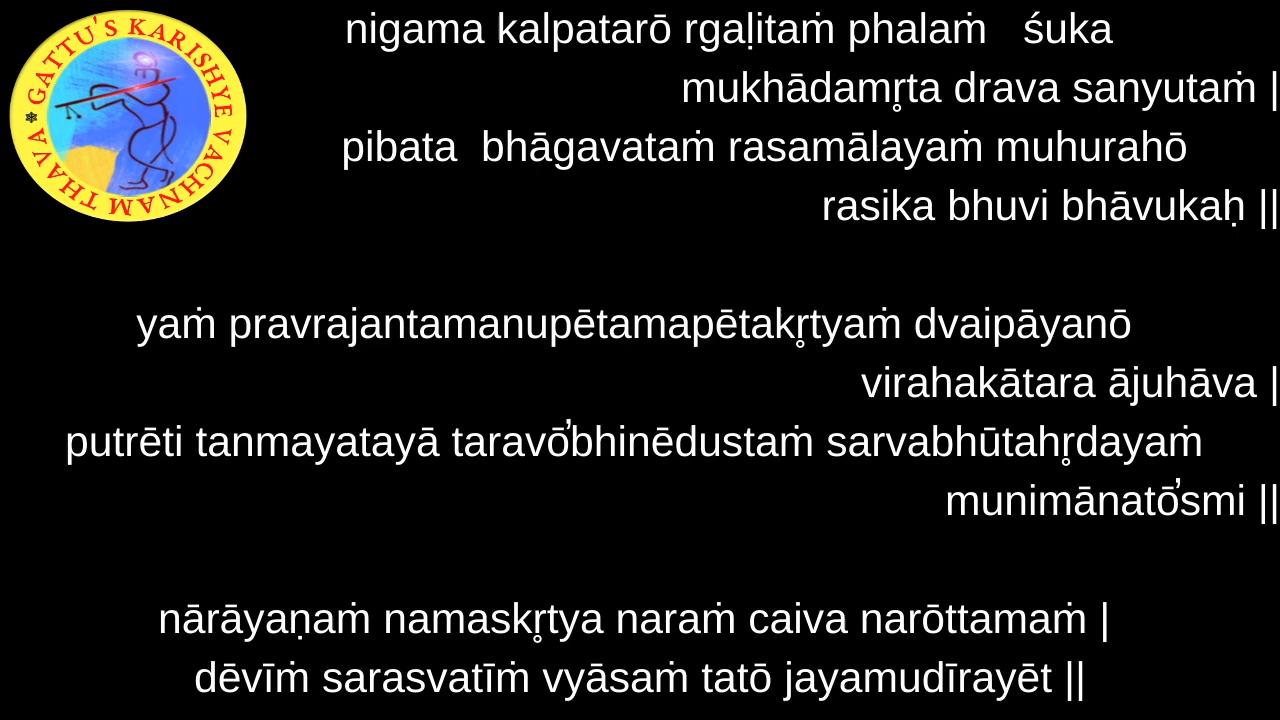 GATTU'S KARISHYE VACHNAM THAVA
nigama kalpatarō rgaḷitaṁ phalaṁ śuka
mukhādamr̥ta drava sanyutaṁ |
pibata bhāgavataṁ rasamālayaṁ muhurahō
rasika bhuvi bhāvukaḥ ||
yaṁ pravrajantamanupētamapētakr̥tyaṁ dvaipāyanō
virahakātara ājuhāva |
putrēti tanmayatayā taravō̓bhinēdustaṁ sarvabhūtahr̥dayaṁ
munimānatō̓smi ||
nārāyaṇaṁ namaskr̥tya naraṁ caiva narōttamaṁ |
dēvīṁ sarasvatīṁ vyāsaṁ tatō jayamudīrayēt ||